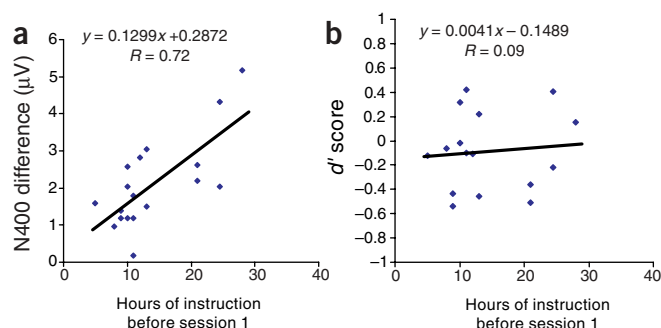 a
y = 0.1299x +0.2872
R = 0.72
N400 difference (μV)
6
5
4
3
2
1
0
0 10 20 30 40
Hours of instruction
before session 1
b
y = 0.0041x – 0.1489
R = 0.09
d′ score
1
0.8
0.6
0.4
0.2
0
–0.2
–0.4
–0.6
–0.8
–1
0 10 20 30 40
Hours of instruction
before session 1